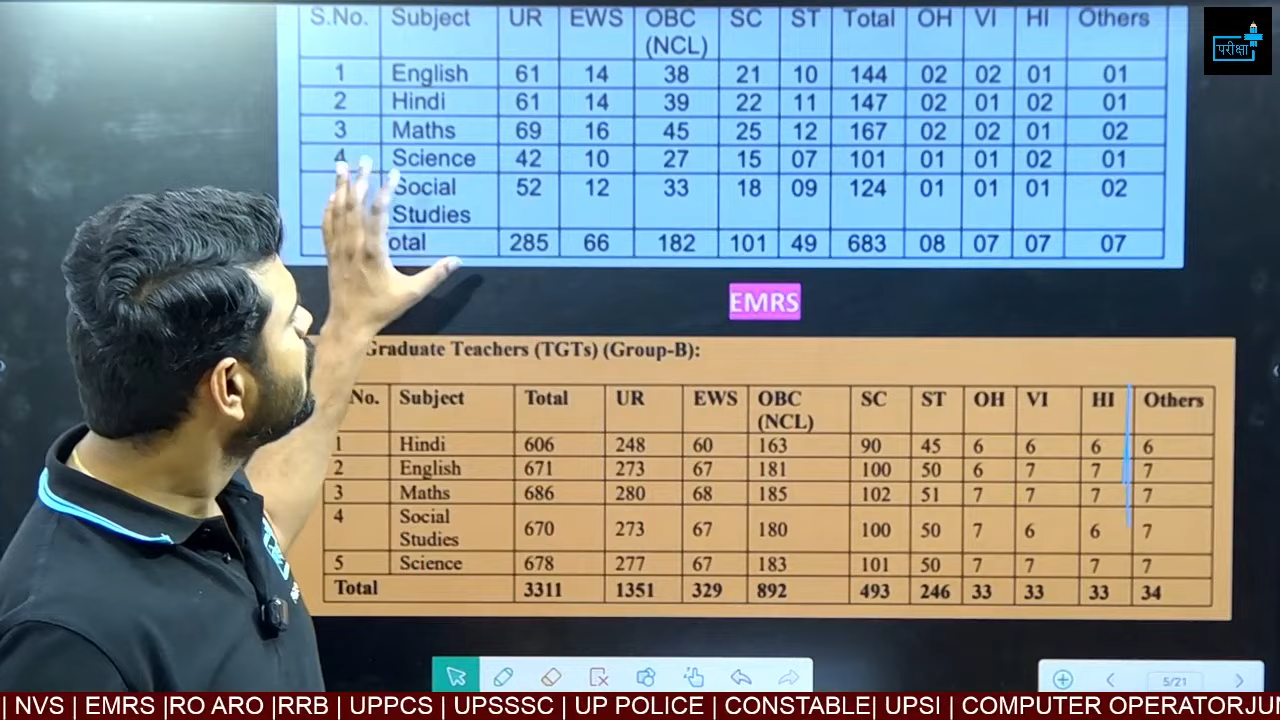 S.No. Subject UR EWS OBC (NCL) SC ST Total OH VI HI Others
1 English 61 14 38 21 10 144 02 02 01 01
2 Hindi 61 14 39 22 11 147 02 01 02 01
3 Maths 69 16 45 25 12 167 02 02 01 02
4 Science 42 10 27 15 07 101 01 01 02 01
Social Studies 52 12 33 18 09 124 01 01 01 02
otal 285 66 182 101 49 683 08 07 07 07
परीक्षा
EMRS
Graduate Teachers (TGTs) (Group-B):
No. Subject Total UR EWS OBC (NCL) SC ST OH VI HI Others
1 Hindi 606 248 60 163 90 45 6 6 6 6
2 English 671 273 67 181 100 50 6 7 7 7
3 Maths 686 280 68 185 102 51 7 7 7 7
4 Social Studies 670 273 67 180 100 50 7 6 6 7
5 Science 678 277 67 183 101 50 7 7 7 7
Total 3311 1351 329 892 493 246 33 33 33 34
5/21
| NVS | EMRS |RO ARO |RRB | UPPCS | UPSSSC | UP POLICE | CONSTABLE| UPSI | COMPUTER OPERATORJU